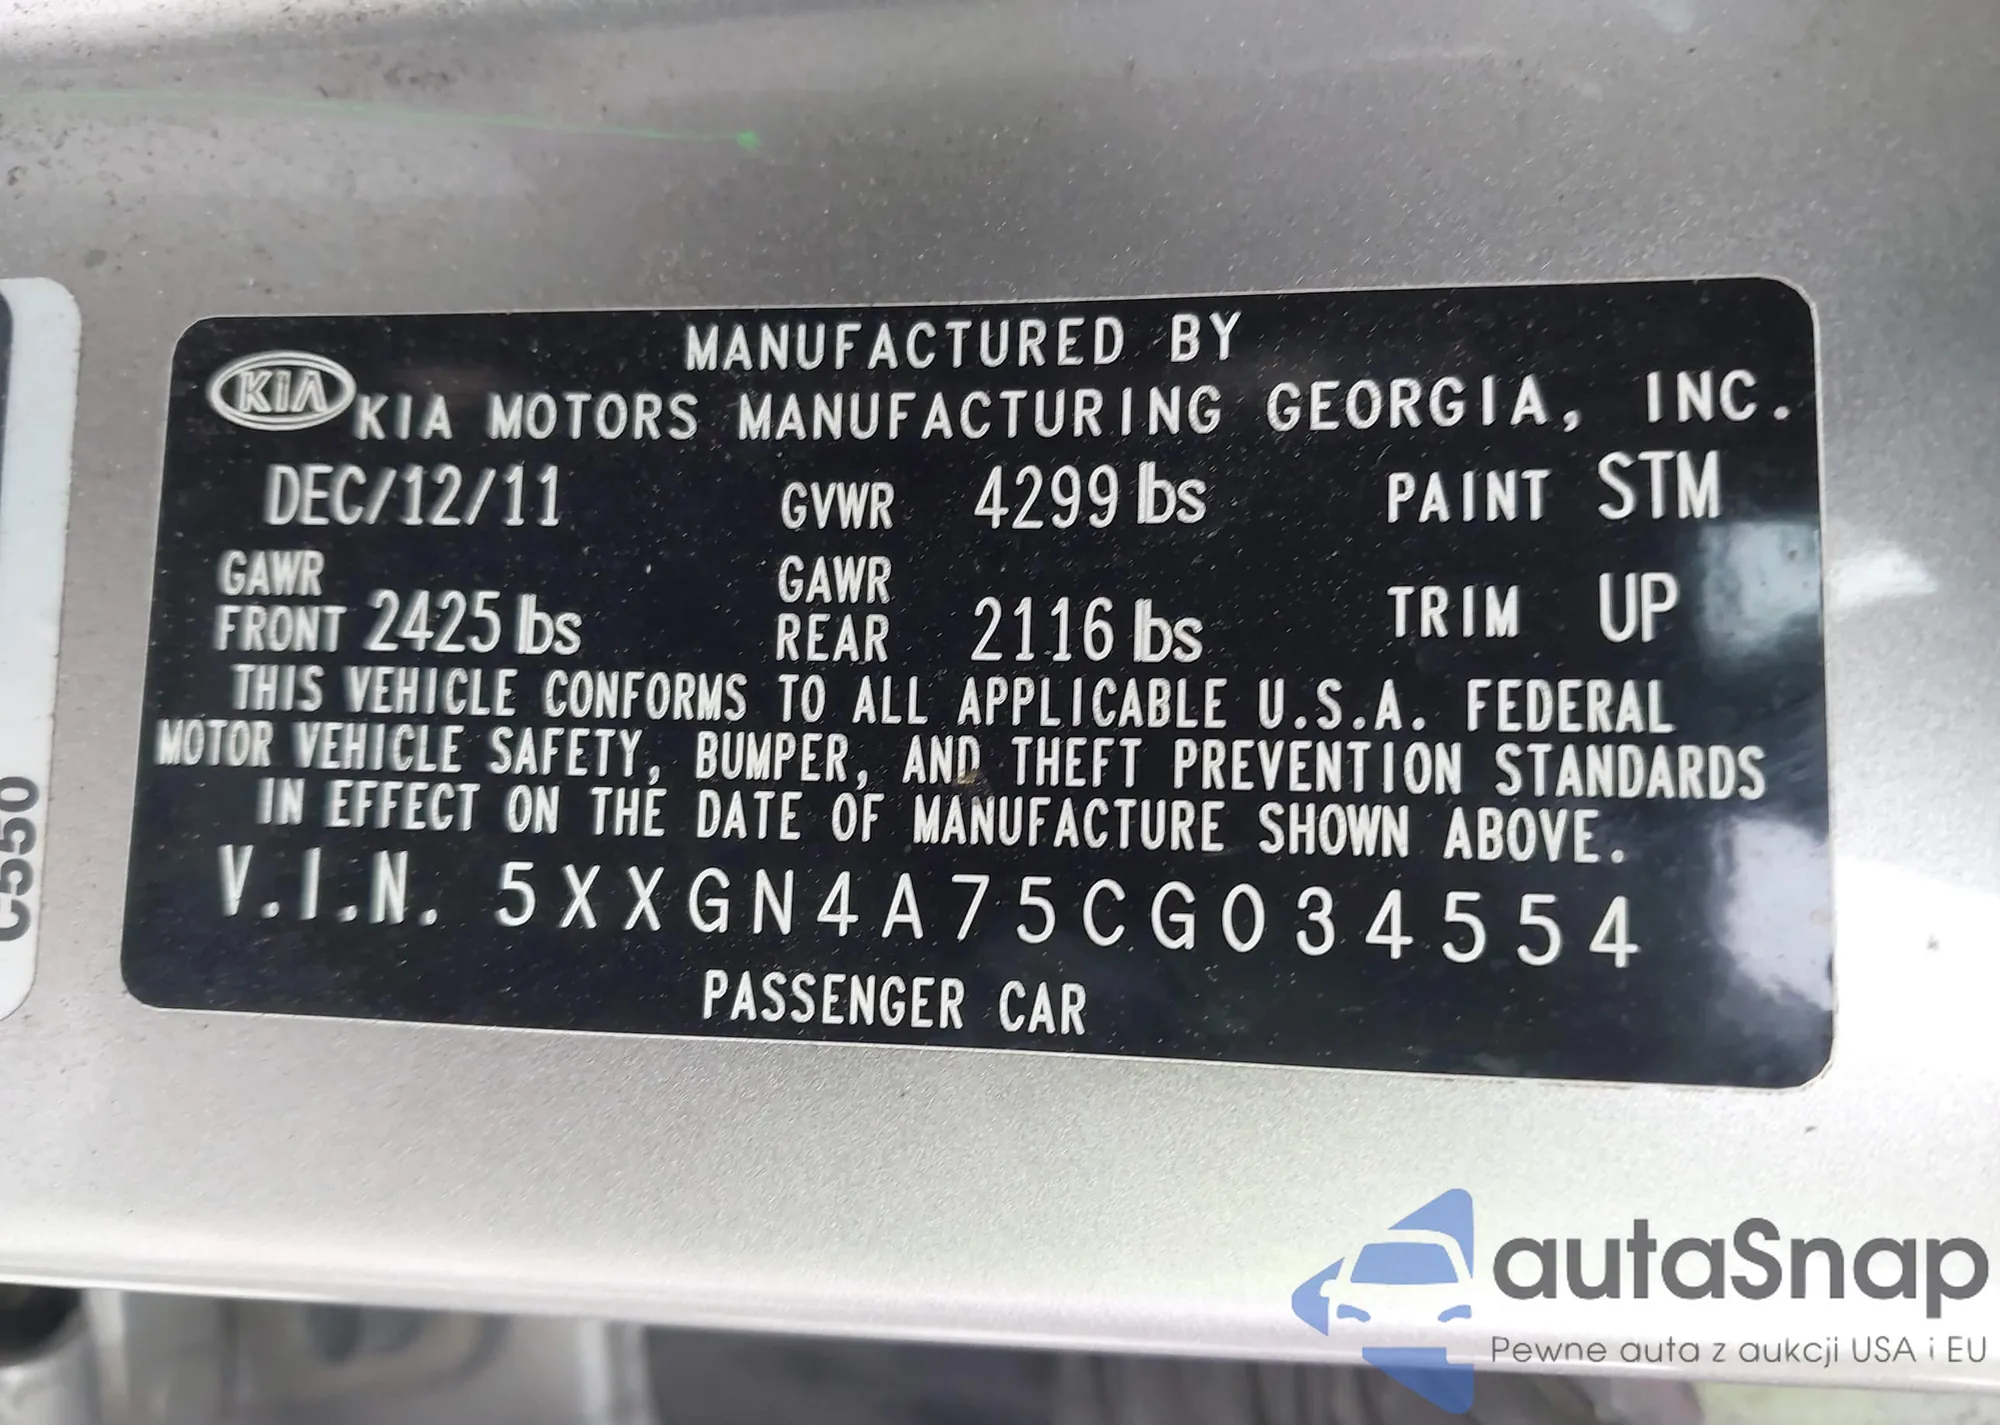 MANUFACTURED BY
KIA KIA MOTORS MANUFACTURING GEORGIA, INC.
DEC/12/11 GVWR 4299 lbs PAINT STM
GAWR FRONT 2425 lbs GAWR REAR 2116 lbs TRIM UP
THIS VEHICLE CONFORMS TO ALL APPLICABLE U.S.A. FEDERAL
MOTOR VEHICLE SAFETY, BUMPER, AND THEFT PREVENTION STANDARDS
IN EFFECT ON THE DATE OF MANUFACTURE SHOWN ABOVE.
V.I.N. 5XXGN4A75CG034554
PASSENGER CAR
C550
autaSnap
Pewne auta z aukcji USA i EU